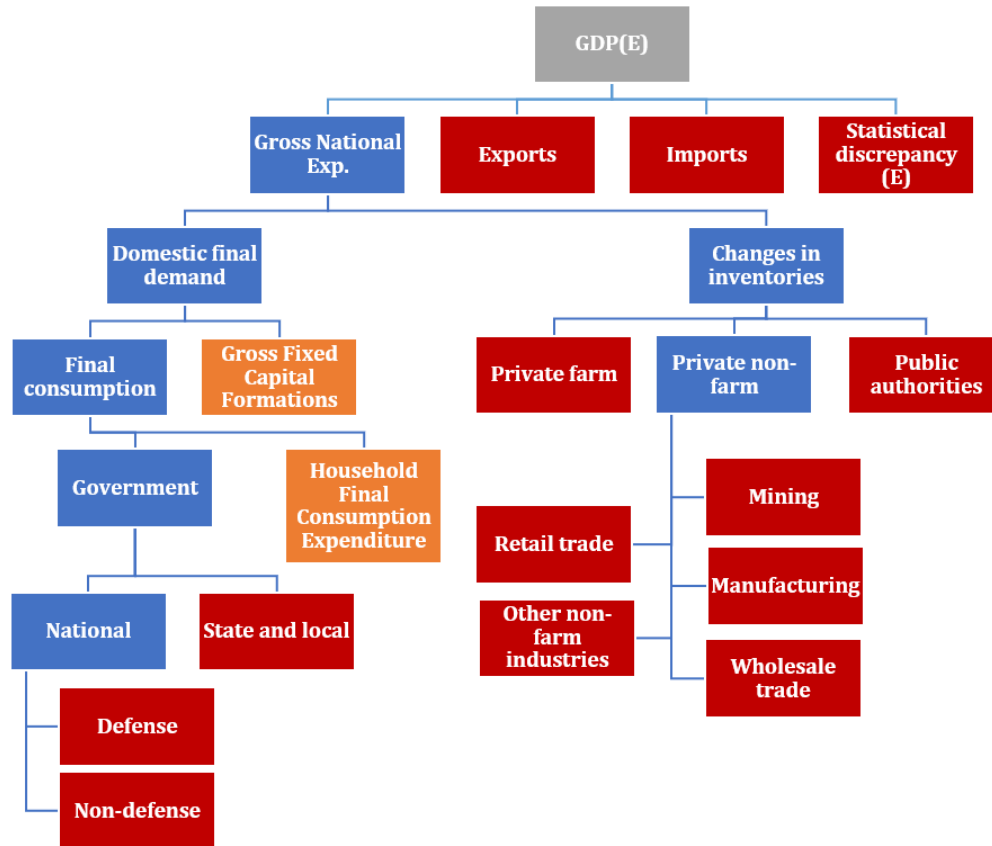 GDP(E)
Gross National
Exp.
Exports
Imports
Statistical
discrepancy
(E)
Domestic final
demand
Changes in
inventories
Final
consumption
Gross Fixed
Capital
Formations
Private farm
Private non-
farm
Public
authorities
Government
Household
Final
Consumption
Expenditure
Mining
Retail trade
Manufacturing
National
State and local
Other non-
farm
industries
Wholesale
trade
Defense
Non-defense